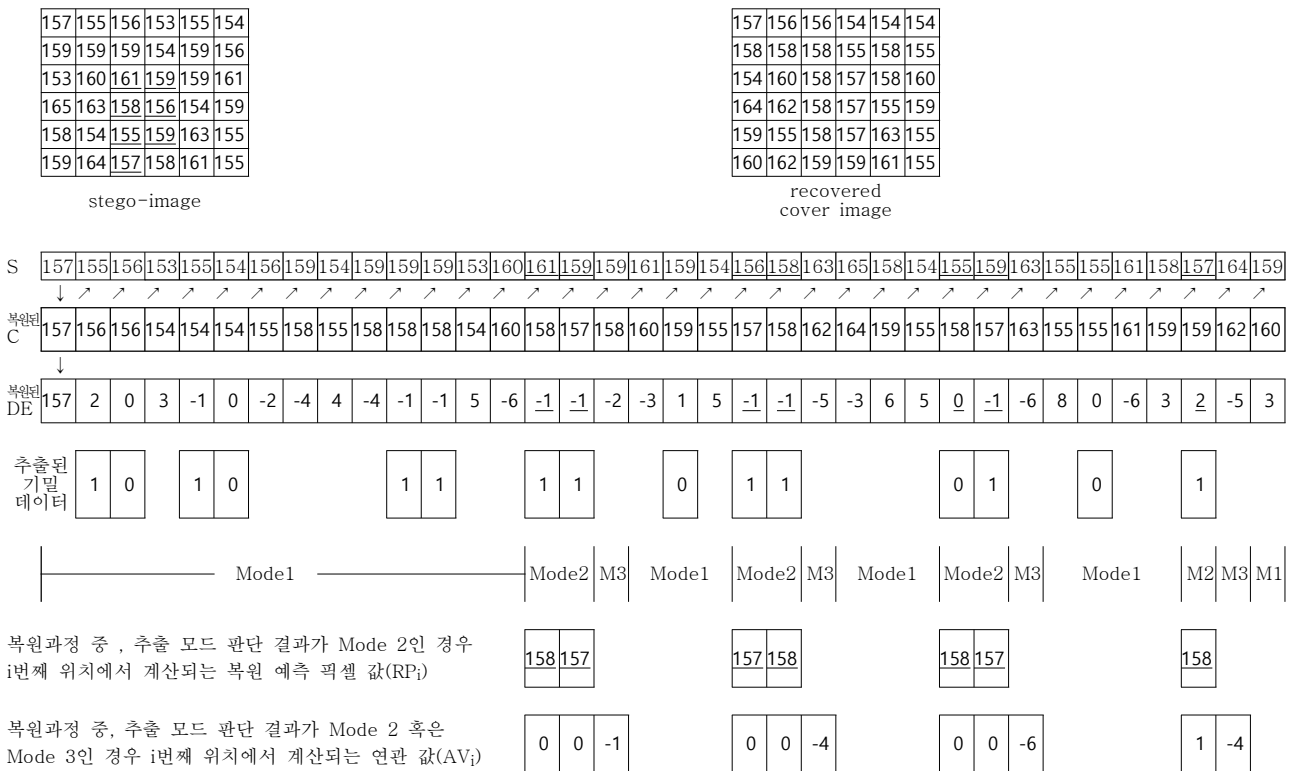 157 155 156 153 155 154 157 156 156 154 154 154
159 159 159 154 159 156 158 158 158 155 158 155
153 160 161 159 159 161 154 160 158 157 158 160
165 163 158 156 154 159 164 162 158 157 155 159
158 154 155 159 163 155 159 155 158 157 163 155
159 164 157 158 161 155 160 162 159 159 161 155
stego-image
recovered
cover image
S 157 155 156 153 155 154 156 159 154 159 159 159 153 160 161 159 159 161 159 154 156 158 163 165 158 154 155 159 163 155 155 161 158 157 164 159
↓ ↗ ↗ ↗ ↗ ↗ ↗ ↗ ↗ ↗ ↗ ↗ ↗ ↗ ↗ ↗ ↗ ↗ ↗ ↗ ↗ ↗ ↗ ↗ ↗ ↗ ↗ ↗ ↗ ↗ ↗ ↗ ↗ ↗ ↗ ↗
복원된
C 157 156 156 154 154 154 155 158 155 158 158 158 154 160 158 157 158 160 159 155 157 158 162 164 159 155 158 157 163 155 155 161 159 159 162 160
↓
복원된
DE 157 2 0 3 -1 0 -2 -4 4 -4 -1 -1 5 -6 -1 -1 -2 -3 1 5 -1 -1 -5 -3 6 5 0 -1 -6 8 0 -6 3 2 -5 3
추출된
기밀
데이터 1 0 1 0 1 1 1 1 0 1 1 0 1 0 1
Mode1 Mode2 M3 Mode1 Mode2 M3 Mode1 Mode2 M3 Mode1 M2 M3 M1
복원과정 중 , 추출 모드 판단 결과가 Mode 2인 경우
i번째 위치에서 계산되는 복원 예측 픽셀 값(RPi)
158 157 157 158 158 157 158
복원과정 중, 추출 모드 판단 결과가 Mode 2 혹은
Mode 3인 경우 i번째 위치에서 계산되는 연관 값(AVi)
0 0 -1 0 0 -4 0 0 -6 1 -4